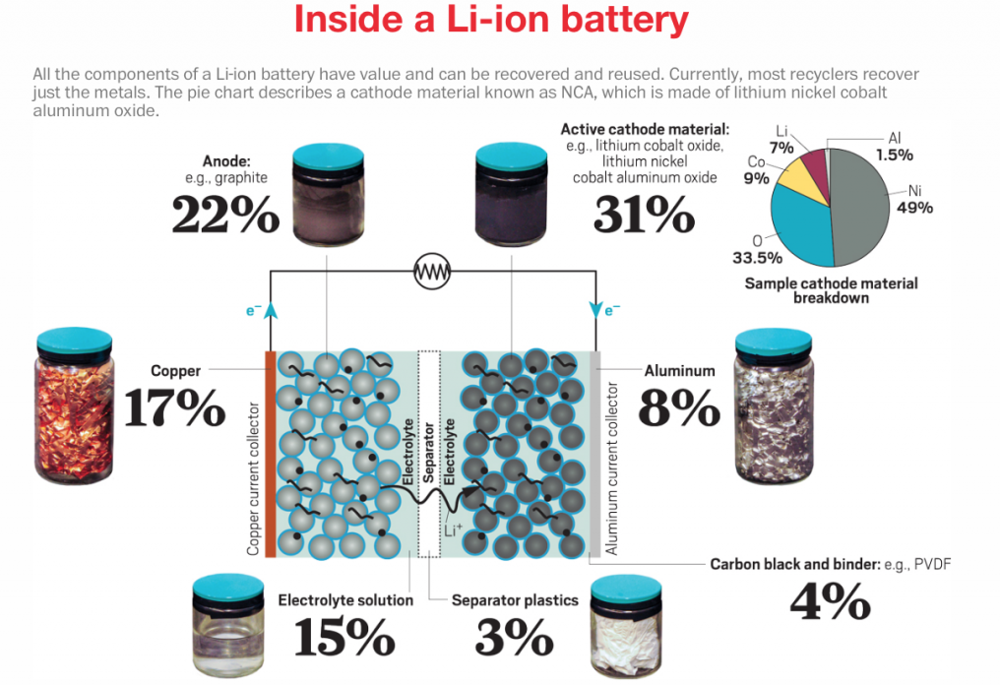 Inside a Li-ion battery
All the components of a Li-ion battery have value and can be recovered and reused. Currently, most recyclers recover
just the metals. The pie chart describes a cathode material known as NCA, which is made of lithium nickel cobalt
aluminum oxide.
Anode:
e.g., graphite
22%
Active cathode material:
e.g., lithium cobalt oxide,
lithium nickel
cobalt aluminum oxide
31%
Li
7%
Al
1.5%
Co
9%
Ni
49%
O
33.5%
Sample cathode material
breakdown
e⁻
e⁻
Copper
17%
Aluminum
8%
Copper current collector
Electrolyte
Separator
Electrolyte
Aluminum current collector
Li⁺
Carbon black and binder: e.g., PVDF
4%
Electrolyte solution
15%
Separator plastics
3%